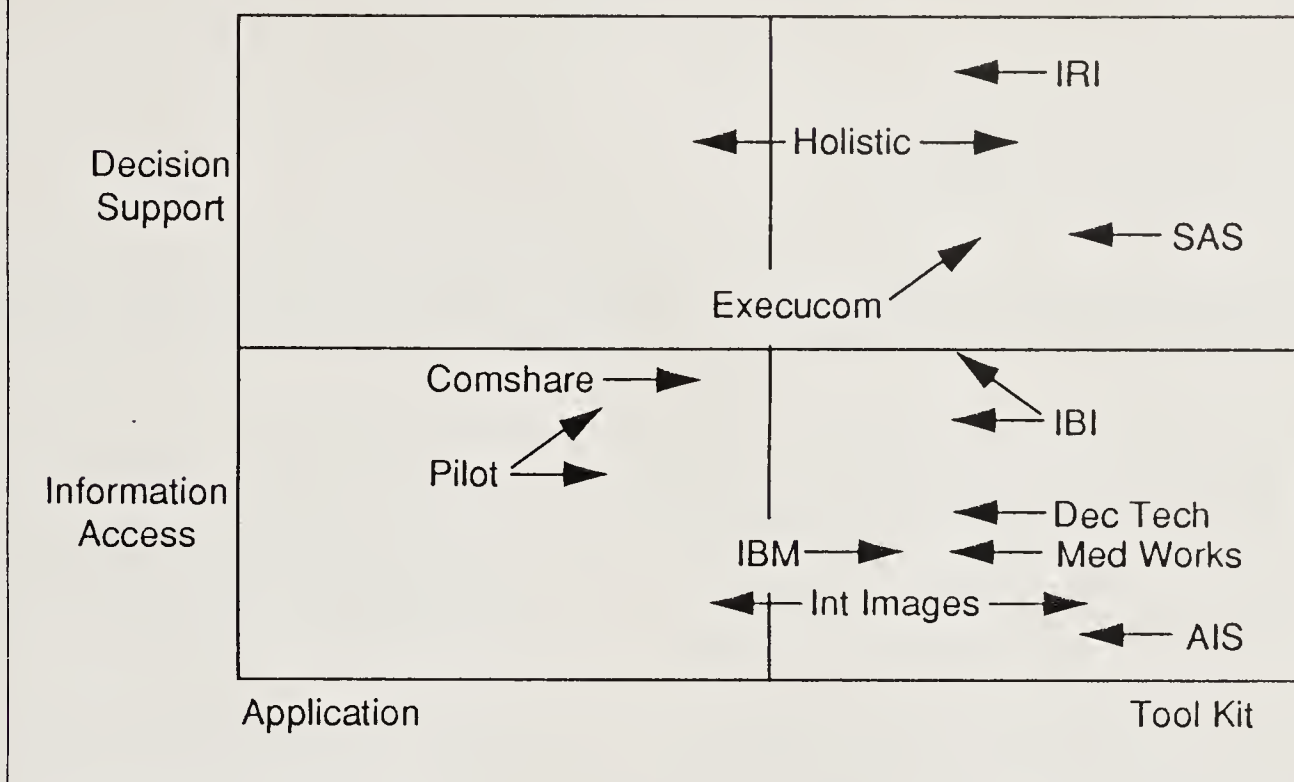 IRI
Holistic
Decision
Support
SAS
Execucom
Comshare
IBI
Pilot
Information
Access
Dec Tech
IBM
Med Works
Int Images
AIS
Application
Tool Kit